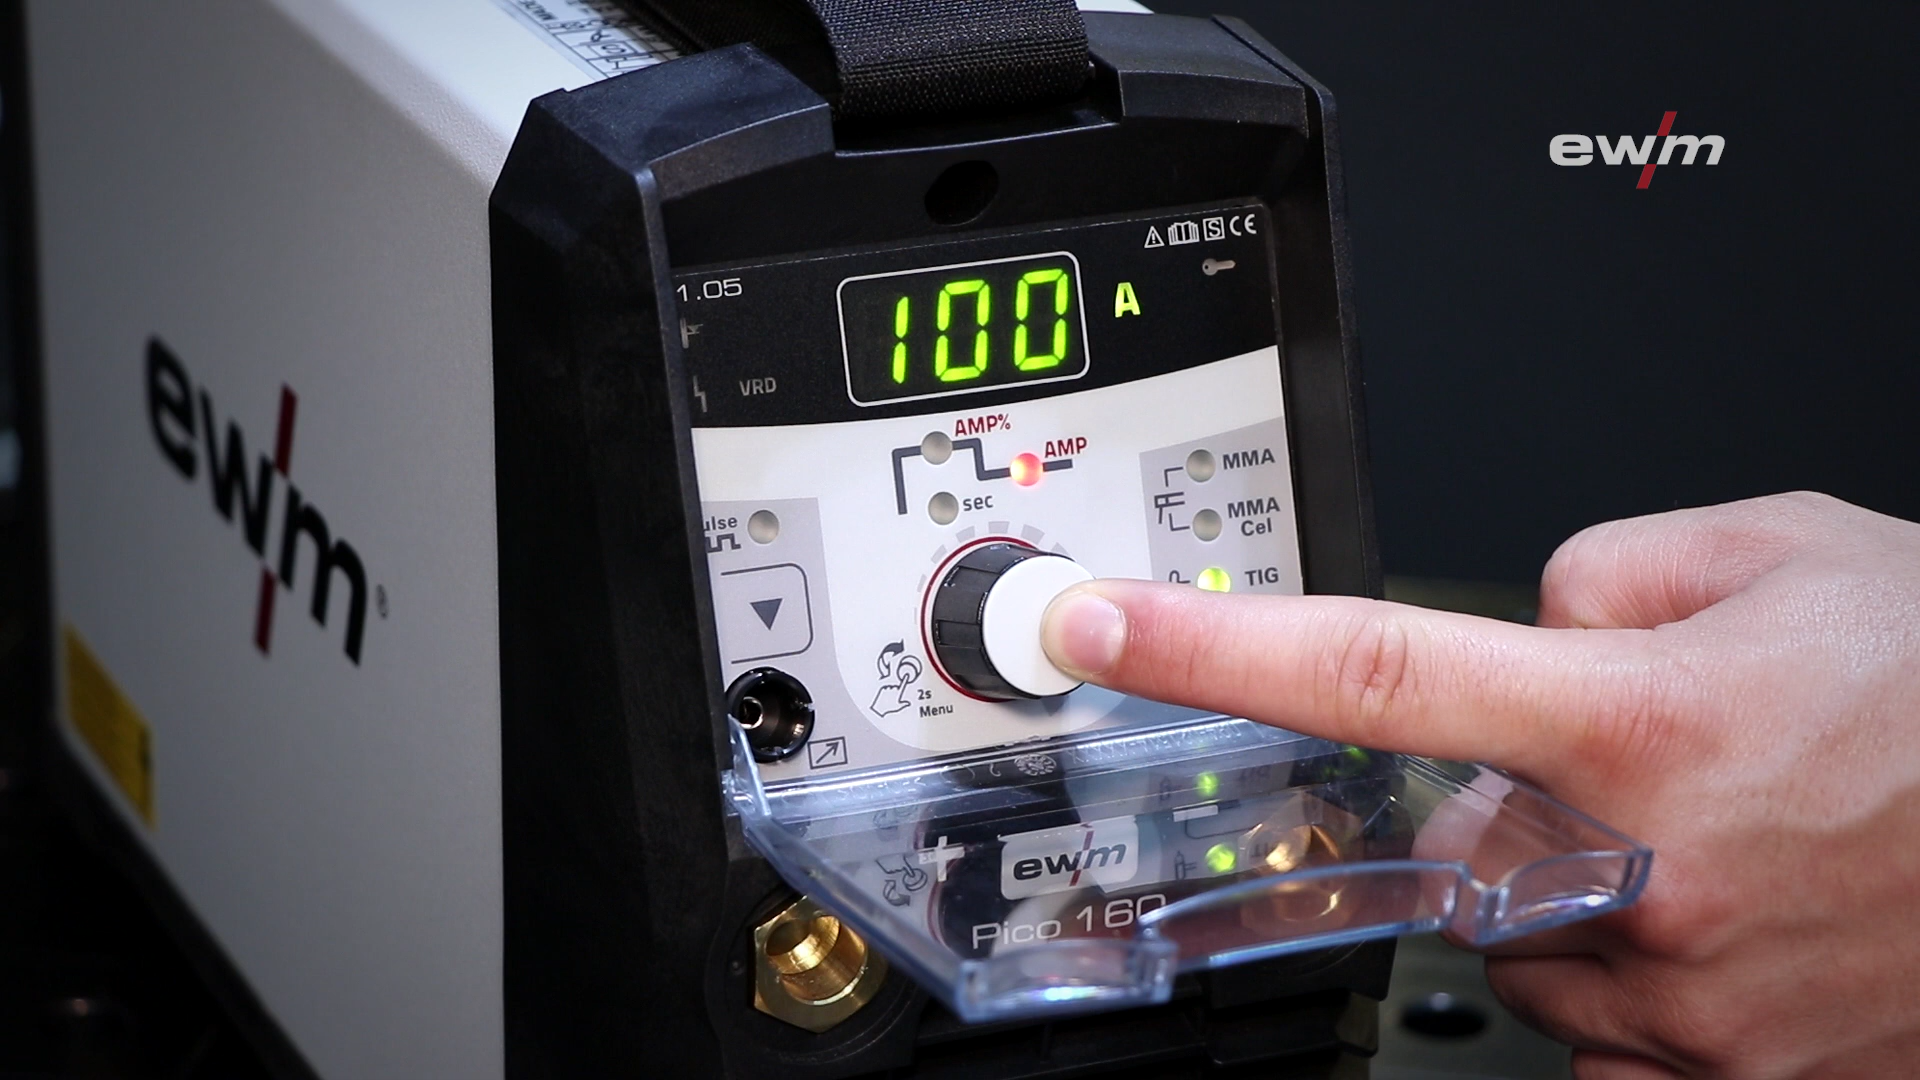 ewm
1.05
100 A
VRD
AMP%
AMP
sec
MMA
MMA
Cel
TIG
ulse
2s
Menu
ewm®
ewm
Pico 160